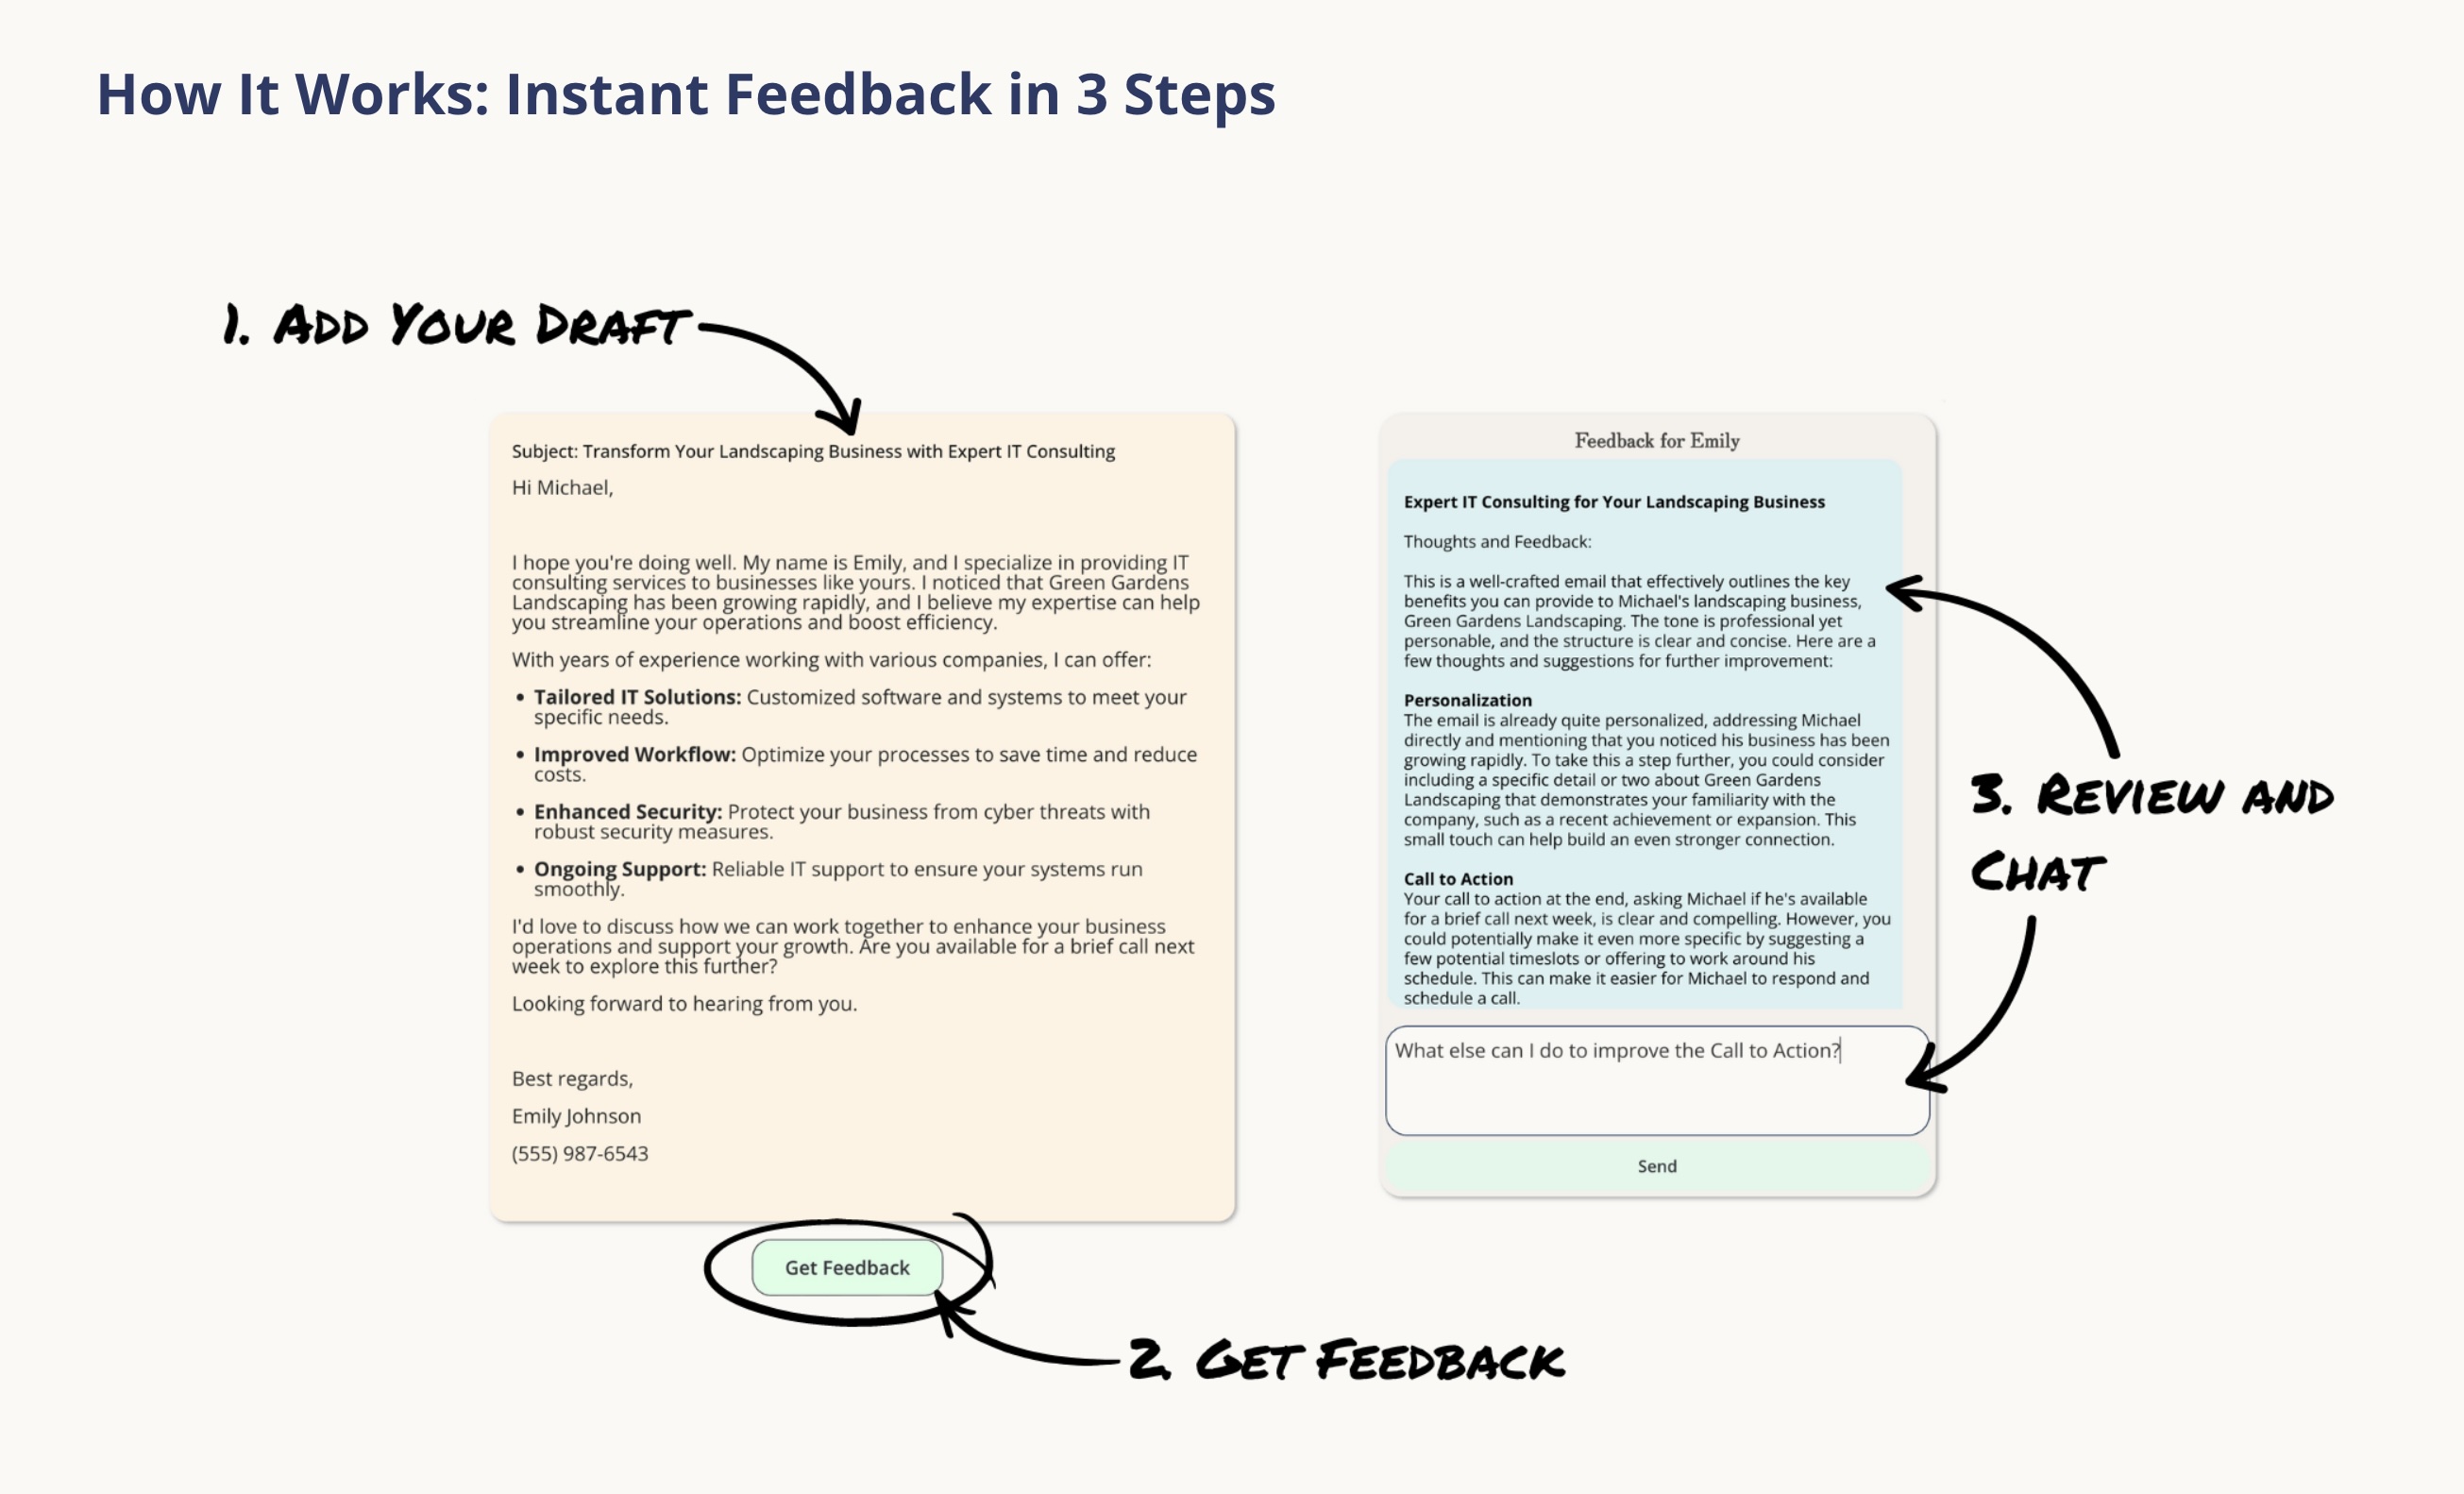 How It Works: Instant Feedback in 3 Steps
1. Add Your Draft
Subject: Transform Your Landscaping Business with Expert IT Consulting
Hi Michael,
I hope you're doing well. My name is Emily, and I specialize in providing IT
consulting services to businesses like yours. I noticed that Green Gardens
Landscaping has been growing rapidly, and I believe my expertise can help
you streamline your operations and boost efficiency.
With years of experience working with various companies, I can offer:
• Tailored IT Solutions: Customized software and systems to meet your
specific needs.
• Improved Workflow: Optimize your processes to save time and reduce
costs.
• Enhanced Security: Protect your business from cyber threats with
robust security measures.
• Ongoing Support: Reliable IT support to ensure your systems run
smoothly.
I'd love to discuss how we can work together to enhance your business
operations and support your growth. Are you available for a brief call next
week to explore this further?
Looking forward to hearing from you.
Best regards,
Emily Johnson
(555) 987-6543
Get Feedback
2. Get Feedback
Feedback for Emily
Expert IT Consulting for Your Landscaping Business
Thoughts and Feedback:
This is a well-crafted email that effectively outlines the key
benefits you can provide to Michael's landscaping business,
Green Gardens Landscaping. The tone is professional yet
personable, and the structure is clear and concise. Here are a
few thoughts and suggestions for further improvement:
Personalization
The email is already quite personalized, addressing Michael
directly and mentioning that you noticed his business has been
growing rapidly. To take this a step further, you could consider
including a specific detail or two about Green Gardens
Landscaping that demonstrates your familiarity with the
company, such as a recent achievement or expansion. This
small touch can help build an even stronger connection.
Call to Action
Your call to action at the end, asking Michael if he's available
for a brief call next week, is clear and compelling. However, you
could potentially make it even more specific by suggesting a
few potential timeslots or offering to work around his
schedule. This can make it easier for Michael to respond and
schedule a call.
What else can I do to improve the Call to Action?
Send
3. Review and
Chat